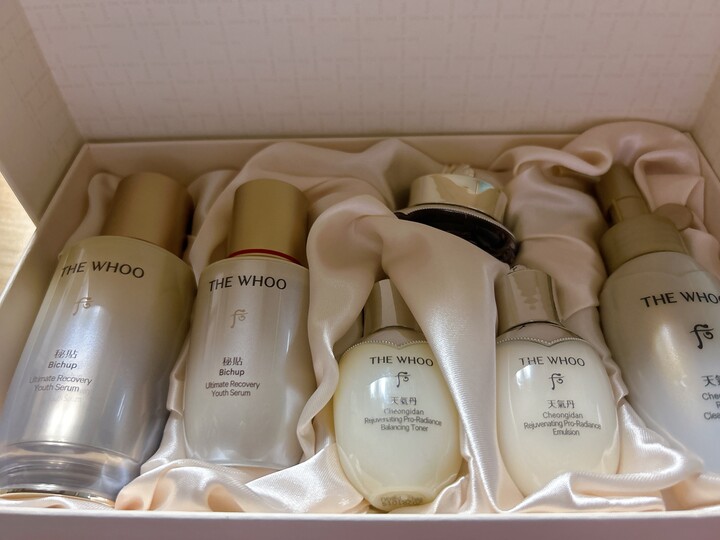 THE WHOO
秘貼
Bichup
Ultimate Recovery
Youth Serum
THE WHOO
秘貼
Bichup
Ultimate Recovery
Youth Serum
THE WHOO
天氣丹
Cheongidan
Rejuvenating Pro-Radiance
Balancing Toner
THE WHOO
天氣丹
Cheongidan
Rejuvenating Pro-Radiance
Emulsion
THE WHOO
天氣